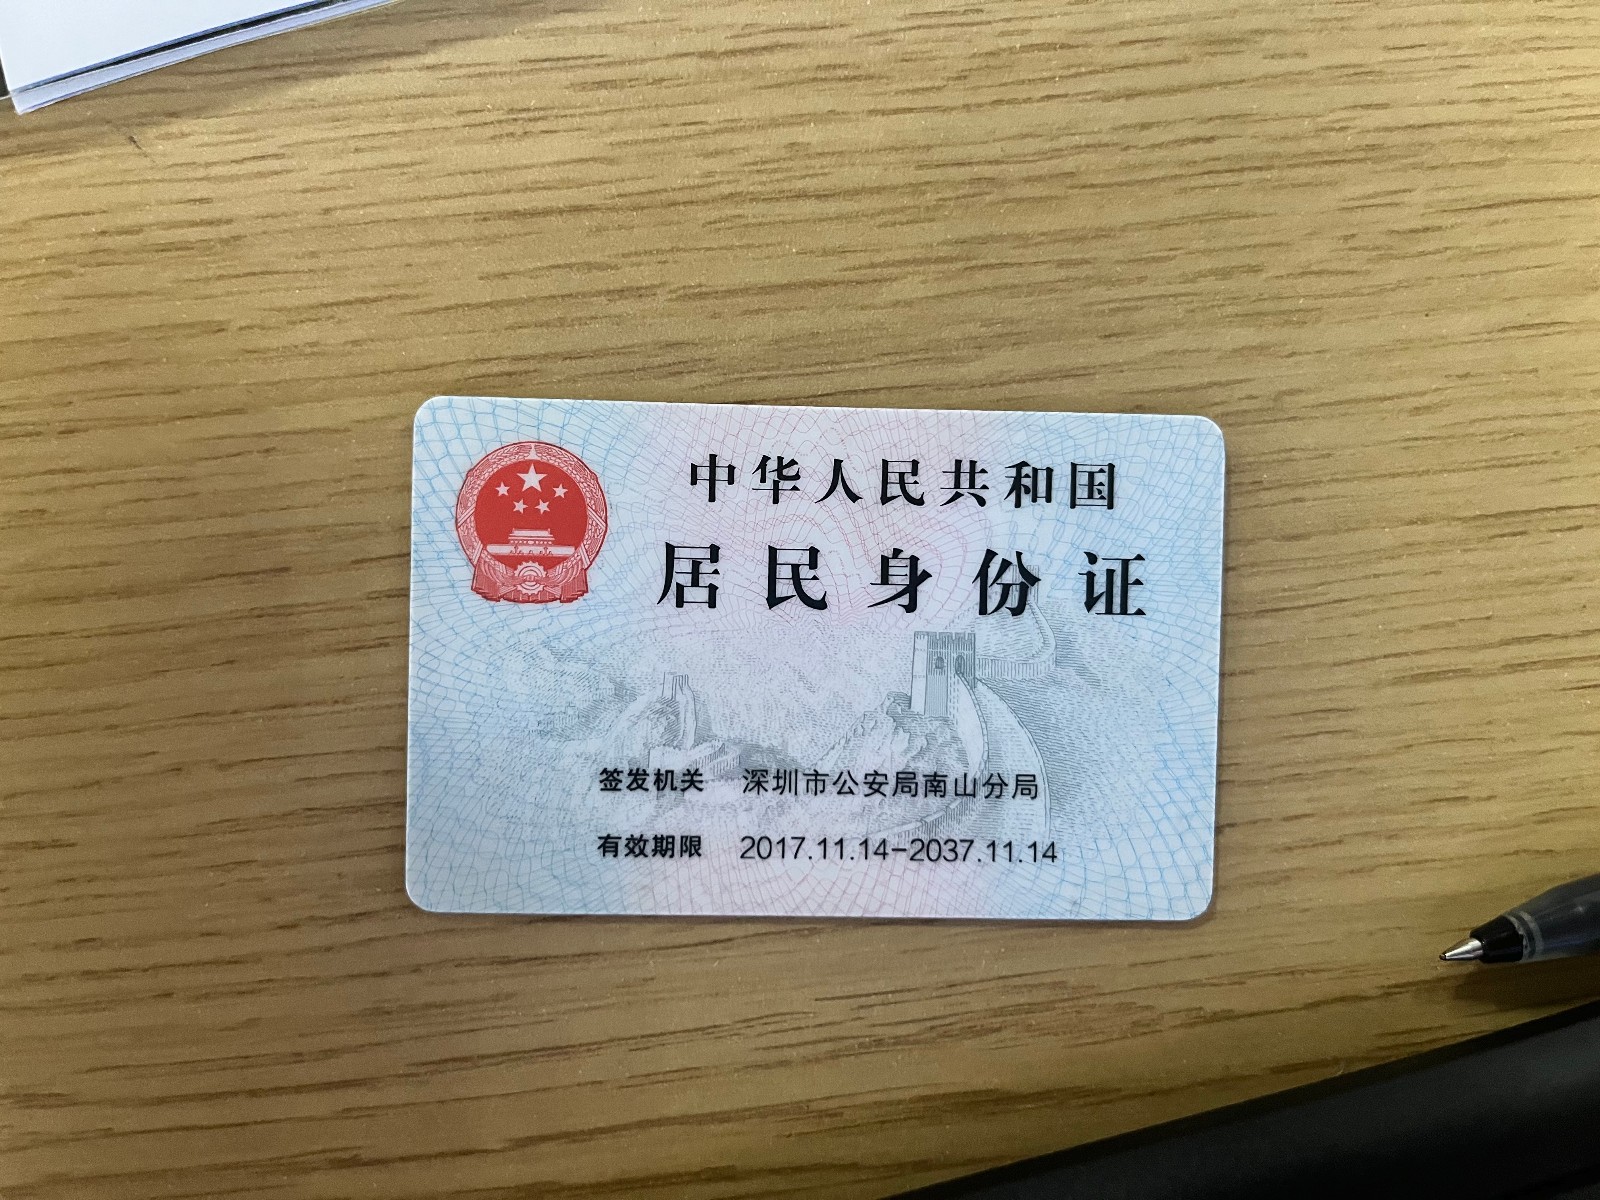 中华人民共和国
居民身份证
签发机关 深圳市公安局南山分局
有效期限 2017.11.14-2037.11.14